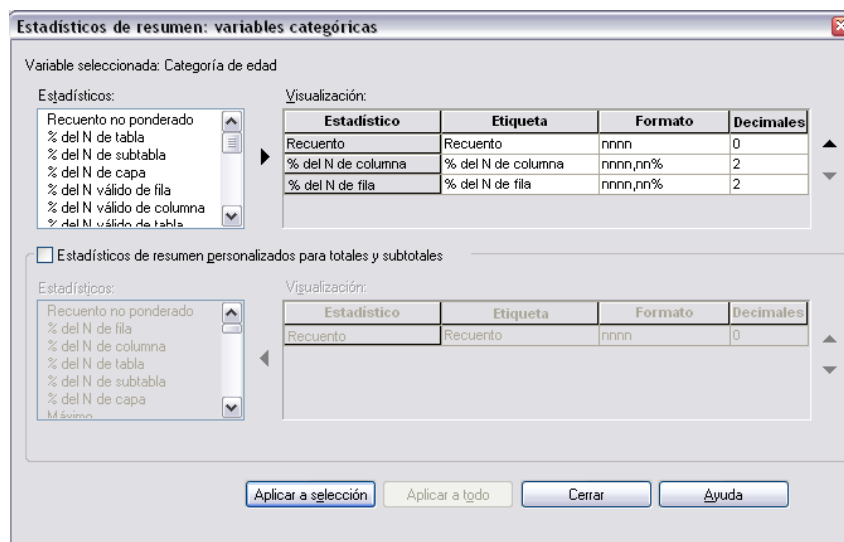 Estadísticos de resumen: variables categóricas
Variable seleccionada: Categoría de edad
Estadísticos: Visualización:
Recuento no ponderado
% del N de tabla
% del N de subtabla
% del N de capa
% del N válido de fila
% del N válido de columna
% del N válido de tabla
Estadístico Etiqueta Formato Decimales
Recuento Recuento nnnn 0
% del N de columna % del N de columna nnnn,nn% 2
% del N de fila % del N de fila nnnn,nn% 2
Estadísticos de resumen personalizados para totales y subtotales
Estadísticos: Visualización:
Recuento no ponderado
% del N de fila
% del N de columna
% del N de tabla
% del N de subtabla
% del N de capa
Máximo
Estadístico Etiqueta Formato Decimales
Recuento Recuento nnnn 0
Aplicar a selección Aplicar a todo Cerrar Ayuda